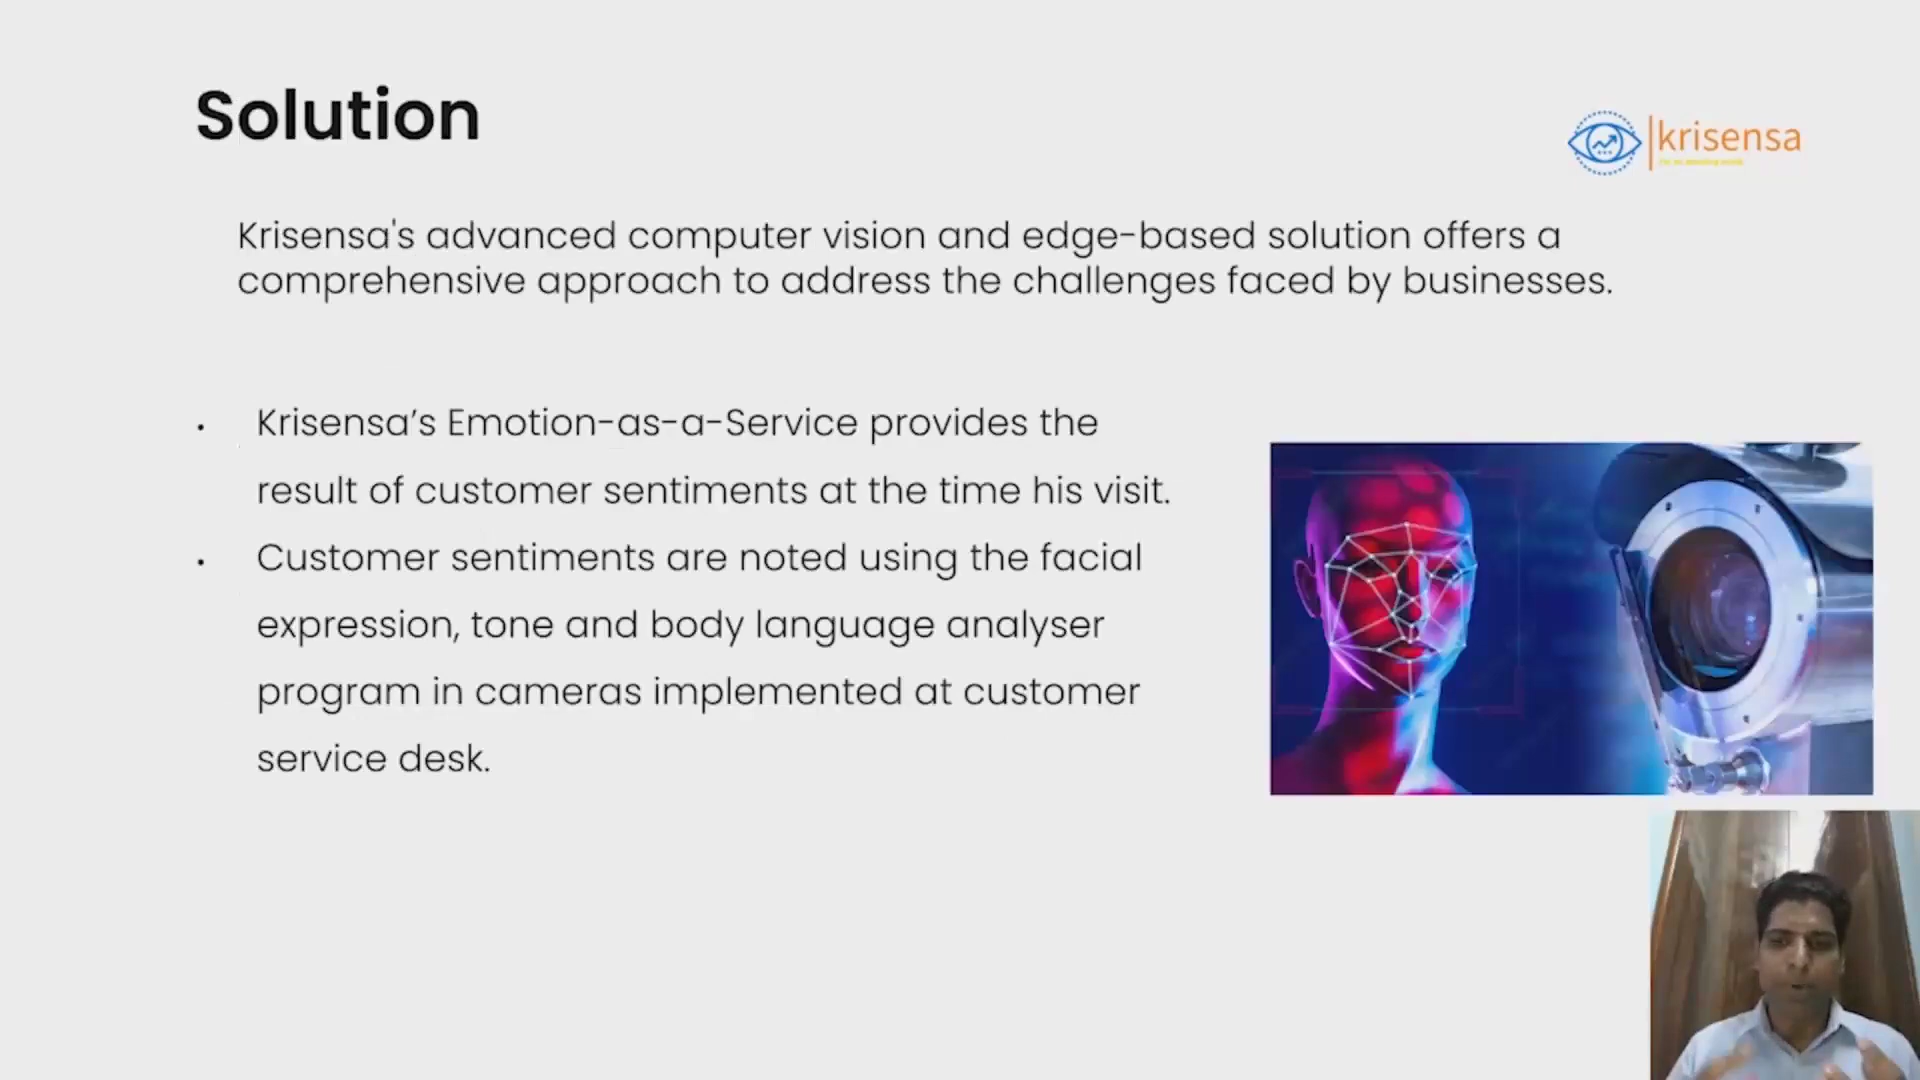 Solution
krisensa
Krisensa's advanced computer vision and edge-based solution offers a
comprehensive approach to address the challenges faced by businesses.
• Krisensa’s Emotion-as-a-Service provides the
result of customer sentiments at the time his visit.
• Customer sentiments are noted using the facial
expression, tone and body language analyser
program in cameras implemented at customer
service desk.